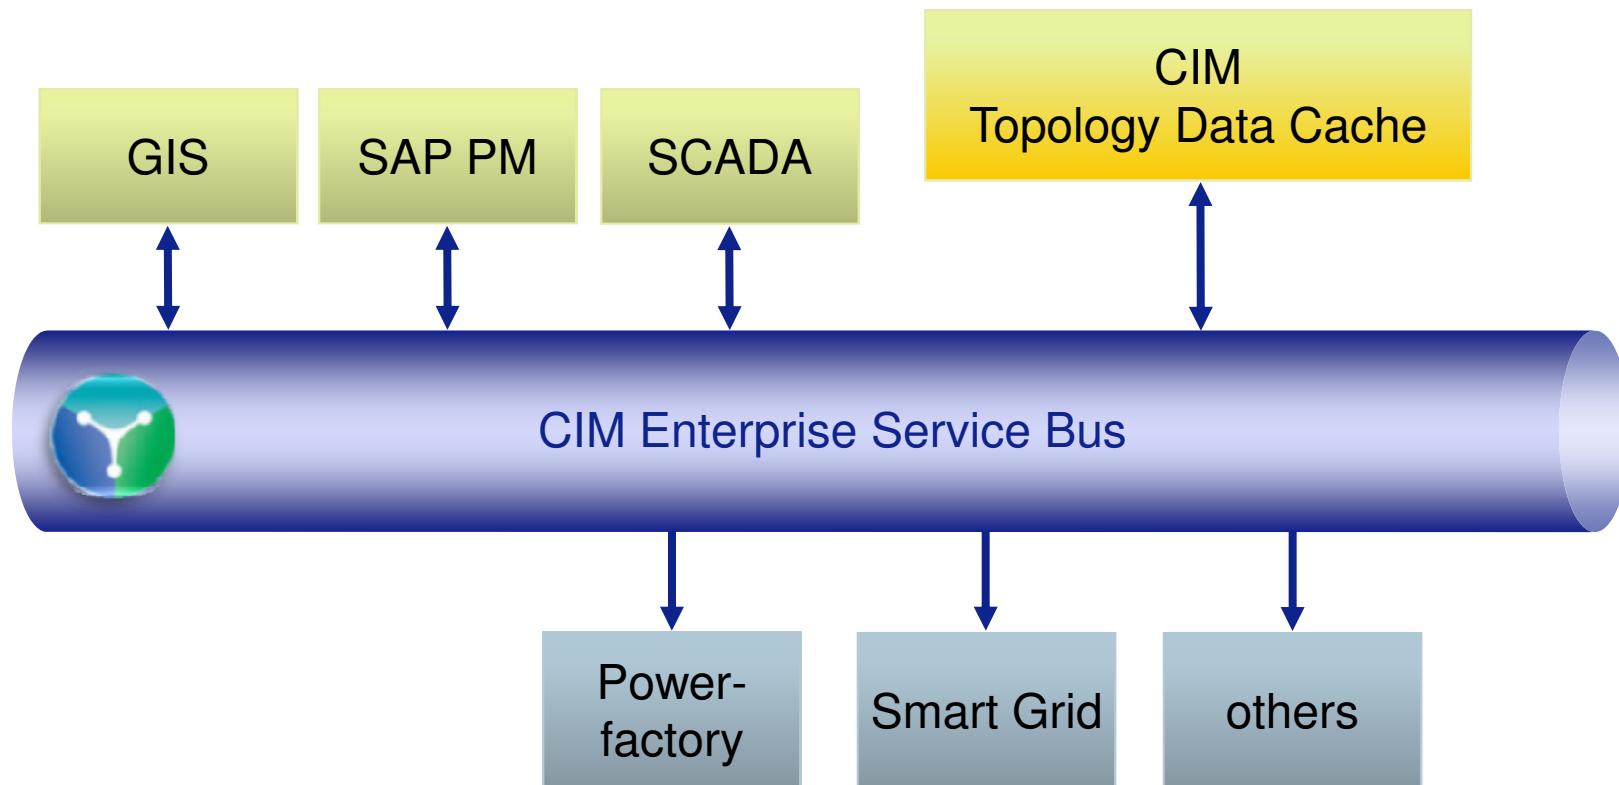 CIM
Topology Data Cache
GIS
SAP PM
SCADA
CIM Enterprise Service Bus
Power-
factory
Smart Grid
others